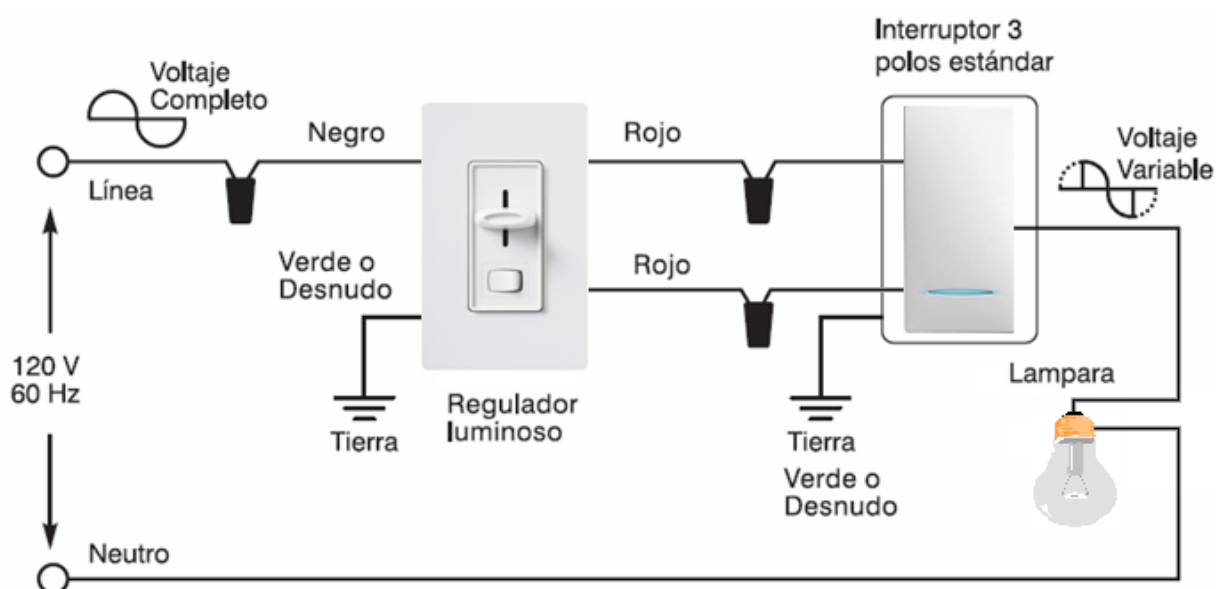 Interruptor 3
polos estándar
Voltaje
Completo
Negro
Rojo
Voltaje
Variable
Línea
Verde o
Desnudo
Rojo
120 V
60 Hz
Tierra
Regulador
luminoso
Tierra
Verde o
Desnudo
Lampara
Neutro